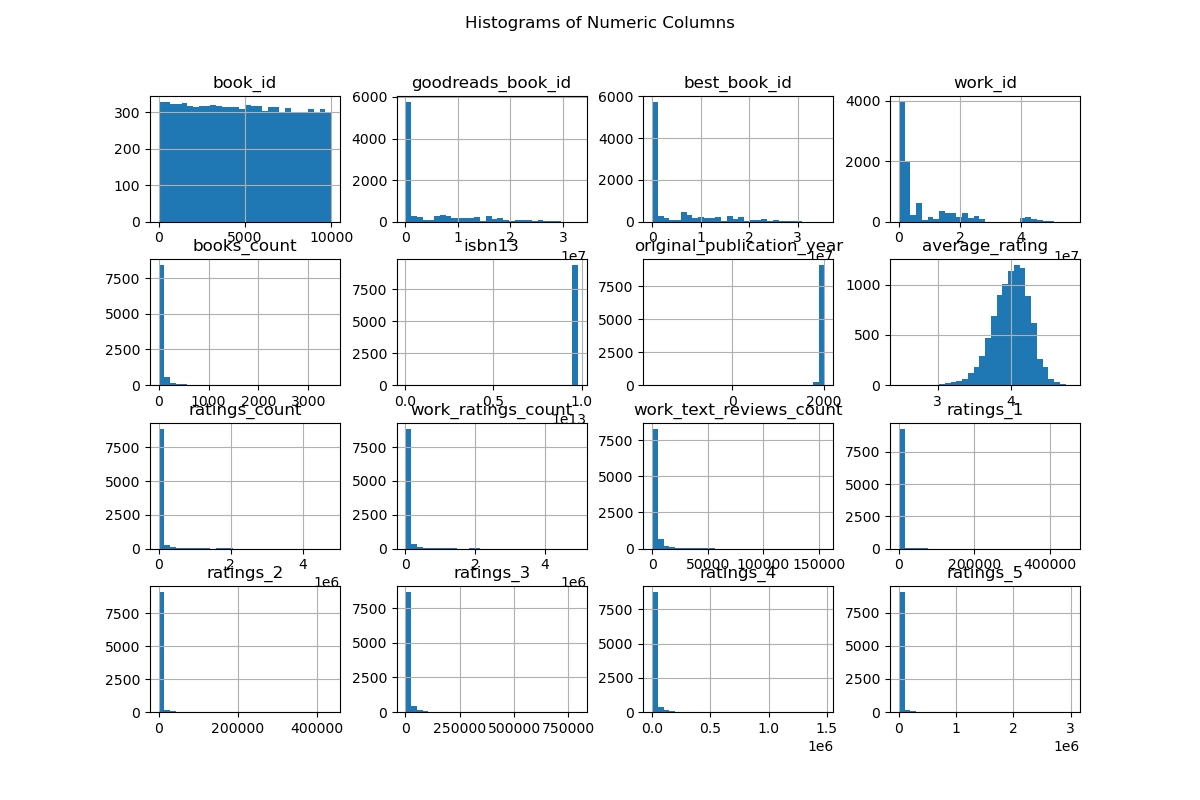 Histograms of Numeric Columns
book_id goodreads_book_id best_book_id work_id
300 6000 6000 4000
200 4000 4000
100 2000 2000 2000
0 0 0 0
0 5000 10000 0 1 2 3 0 1 2 3 0 2 4
1e7 1e7 1e7
books_count isbn13 original_publication_year average_rating
7500 7500 7500 1000
5000 5000 5000 500
2500 2500 2500
0 0 0 0
0 1000 2000 3000 0.0 0.5 1.0 0 2000 3 4
1e13
ratings_count work_ratings_count work_text_reviews_count ratings_1
7500 7500 7500 7500
5000 5000 5000 5000
2500 2500 2500 2500
0 0 0 0
0 2 4 0 2 4 0 50000 100000 150000 0 200000 400000
1e6 1e6
ratings_2 ratings_3 ratings_4 ratings_5
7500 7500 7500 7500
5000 5000 5000 5000
2500 2500 2500 2500
0 0 0 0
0 200000 400000 0 250000 500000 750000 0.0 0.5 1.0 1.5 0 1 2 3
1e6 1e6